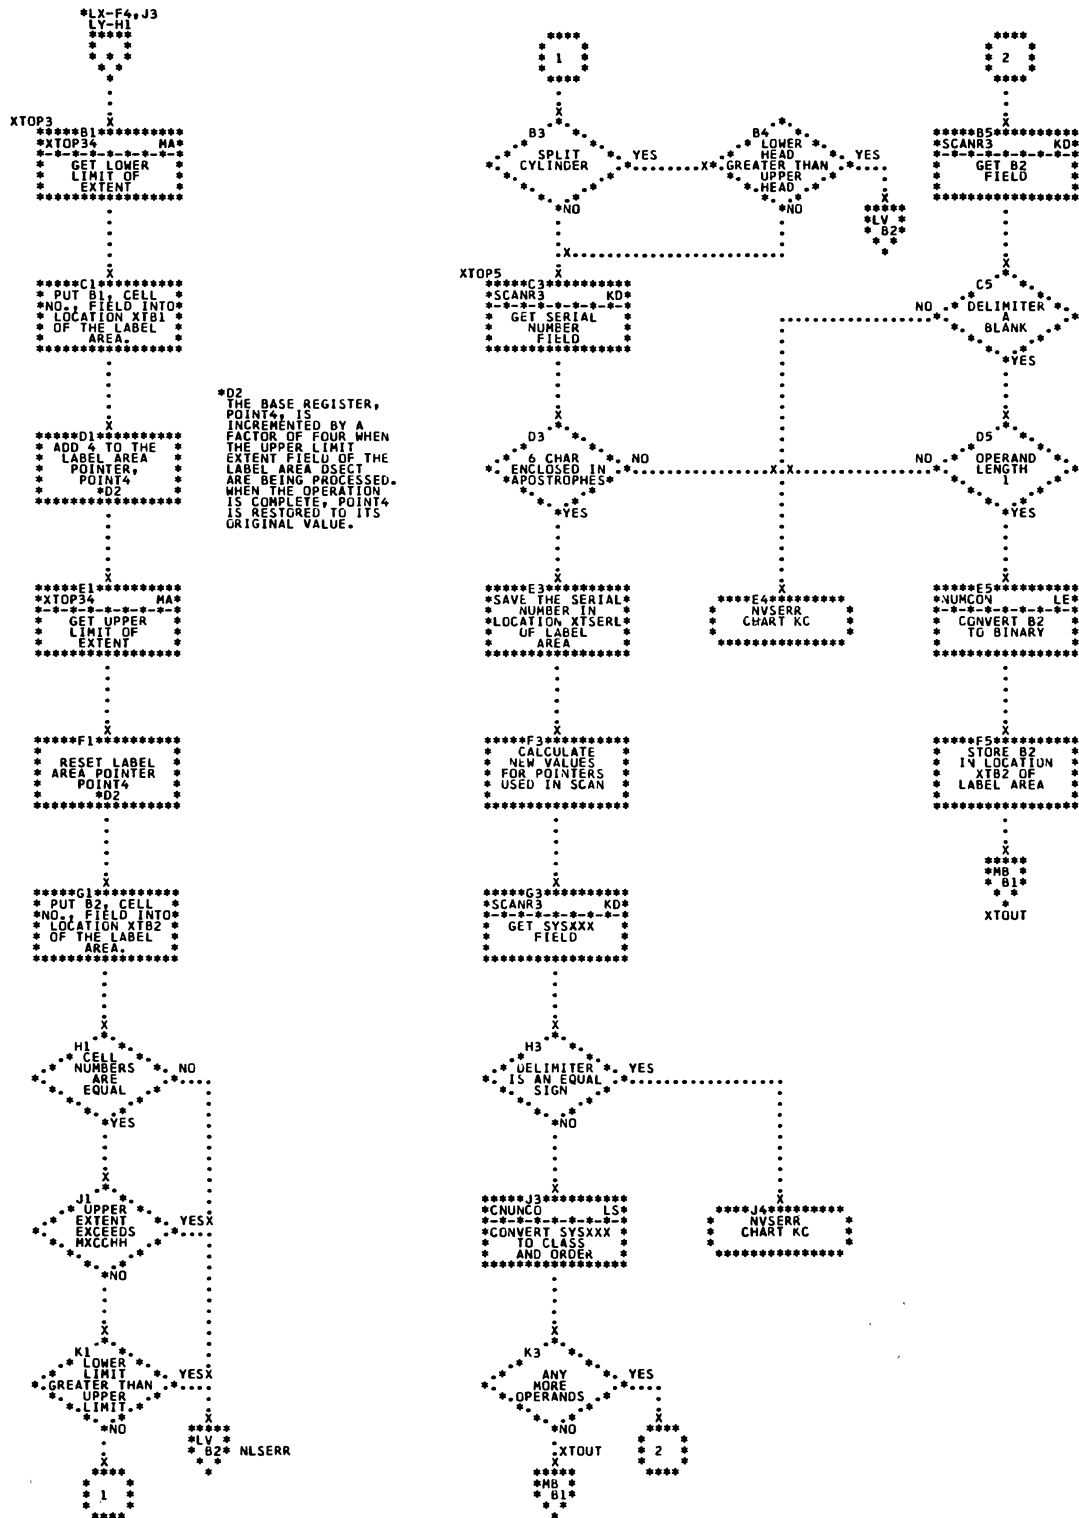 *LX-F4,J3
LY-H1
XTOP3
B1
XTOP34 MA
GET LOWER
LIMIT OF
EXTENT
C1
PUT B1, CELL
NO., FIELD INTO
LOCATION XTB1
OF THE LABEL
AREA.
D1
ADD 4 TO THE
LABEL AREA
POINTER,
POINT4
*D2
*D2
THE BASE REGISTER,
POINT4, IS
INCREMENTED BY A
FACTOR OF FOUR WHEN
THE UPPER LIMIT
EXTENT FIELD OF THE
LABEL AREA DSECT
ARE BEING PROCESSED.
WHEN THE OPERATION
IS COMPLETE, POINT4
IS RESTORED TO ITS
ORIGINAL VALUE.
E1
XTOP34 MA
GET UPPER
LIMIT OF
EXTENT
F1
RESET LABEL
AREA POINTER
POINT4
*D2
G1
PUT B2, CELL
NO., FIELD INTO
LOCATION XTB2
OF THE LABEL
AREA.
H1
CELL
NUMBERS
ARE
EQUAL
NO
YES
J1
UPPER
EXTENT
EXCEEDS
MXCCHH
YES
NO
K1
LOWER
LIMIT
GREATER THAN
UPPER
LIMIT
YES
NO
LV
B2
NLSERR
1
1
B3
SPLIT
CYLINDER
YES
NO
B4
LOWER
HEAD
GREATER THAN
UPPER
HEAD
YES
NO
LV
B2
XTOP5
C3
SCANR3 KD
GET SERIAL
NUMBER
FIELD
D3
6 CHAR
ENCLOSED IN
APOSTROPHES
NO
YES
E3
SAVE THE SERIAL
NUMBER IN
LOCATION XTSERL
OF LABEL
AREA
E4
NVSERR
CHART KC
F3
CALCULATE
NEW VALUES
FOR POINTERS
USED IN SCAN
G3
SCANR3 KD
GET SYSXXX
FIELD
H3
DELIMITER
IS AN EQUAL
SIGN
YES
NO
J3
CNUNCO LS
CONVERT SYSXXX
TO CLASS
AND ORDER
J4
NVSERR
CHART KC
K3
ANY
MORE
OPERANDS
YES
NO
XTOUT
MB
B1
2
2
B5
SCANR3 KD
GET B2
FIELD
C5
DELIMITER
A
BLANK
NO
YES
D5
OPERAND
LENGTH
1
NO
YES
E5
NUMCON LE
CONVERT B2
TO BINARY
F5
STORE B2
IN LOCATION
XTB2 OF
LABEL AREA
MB
B1
XTOUT